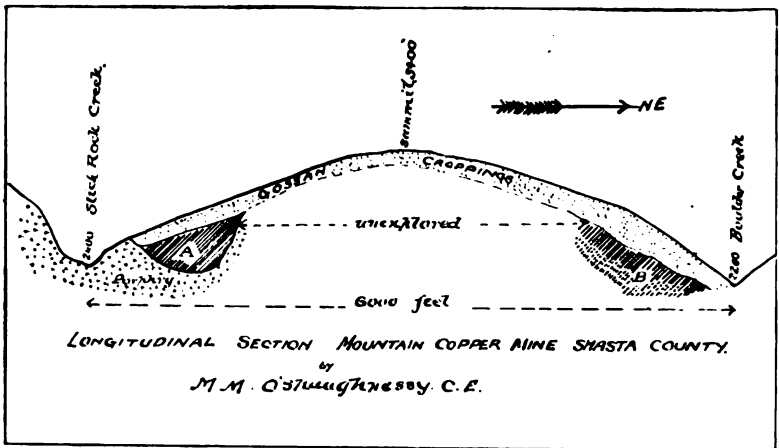 Slick Rock Creek.
2400
Summit, 3400'
NE
Boulder Creek
2200
GOSSAN CROPPINGS
unexplored
A
B
6000 feet
LONGITUDINAL SECTION MOUNTAIN COPPER MINE SHASTA COUNTY.
by
M M. O'Shaughnessy. C.E.